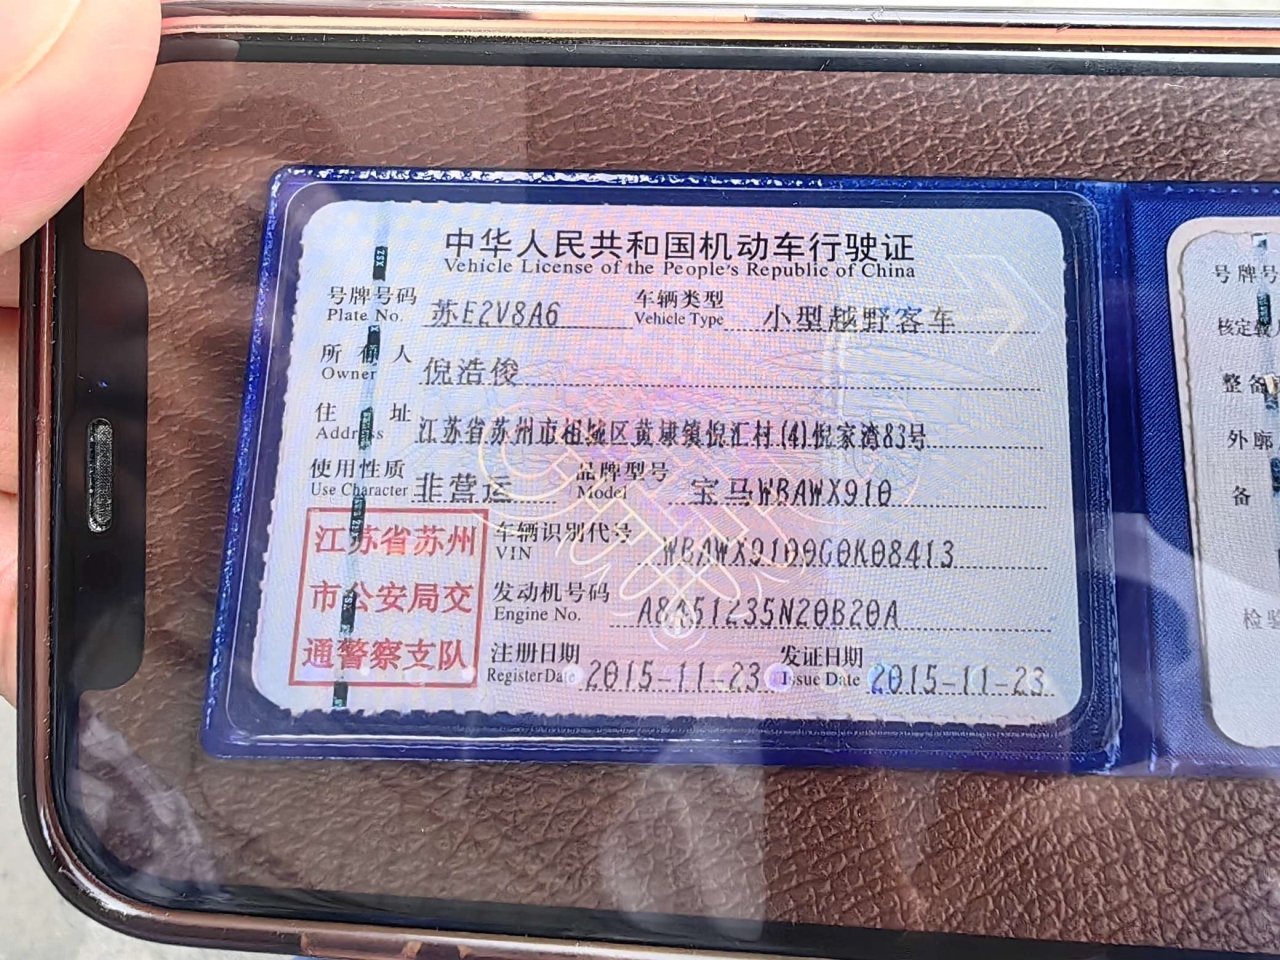 中华人民共和国机动车行驶证
Vehicle License of the People's Republic of China
号牌号码 苏E2V8A6 车辆类型 小型越野客车
Plate No. Vehicle Type
所有人 倪浩俊
Owner
住址 江苏省苏州市相城区黄埭镇倪汇村(4)倪家湾83号
Address
使用性质 非营运 品牌型号 宝马WBAWX910
Use Character Model
江苏省苏州
市公安局交
通警察支队
车辆识别代号 WBAWX9109G0K08413
VIN
发动机号码 A8A51235N20B20A
Engine No.
注册日期 2015-11-23 发证日期 2015-11-23
Register Date Issue Date
号牌号
核定载
整备
外廓
备
检验